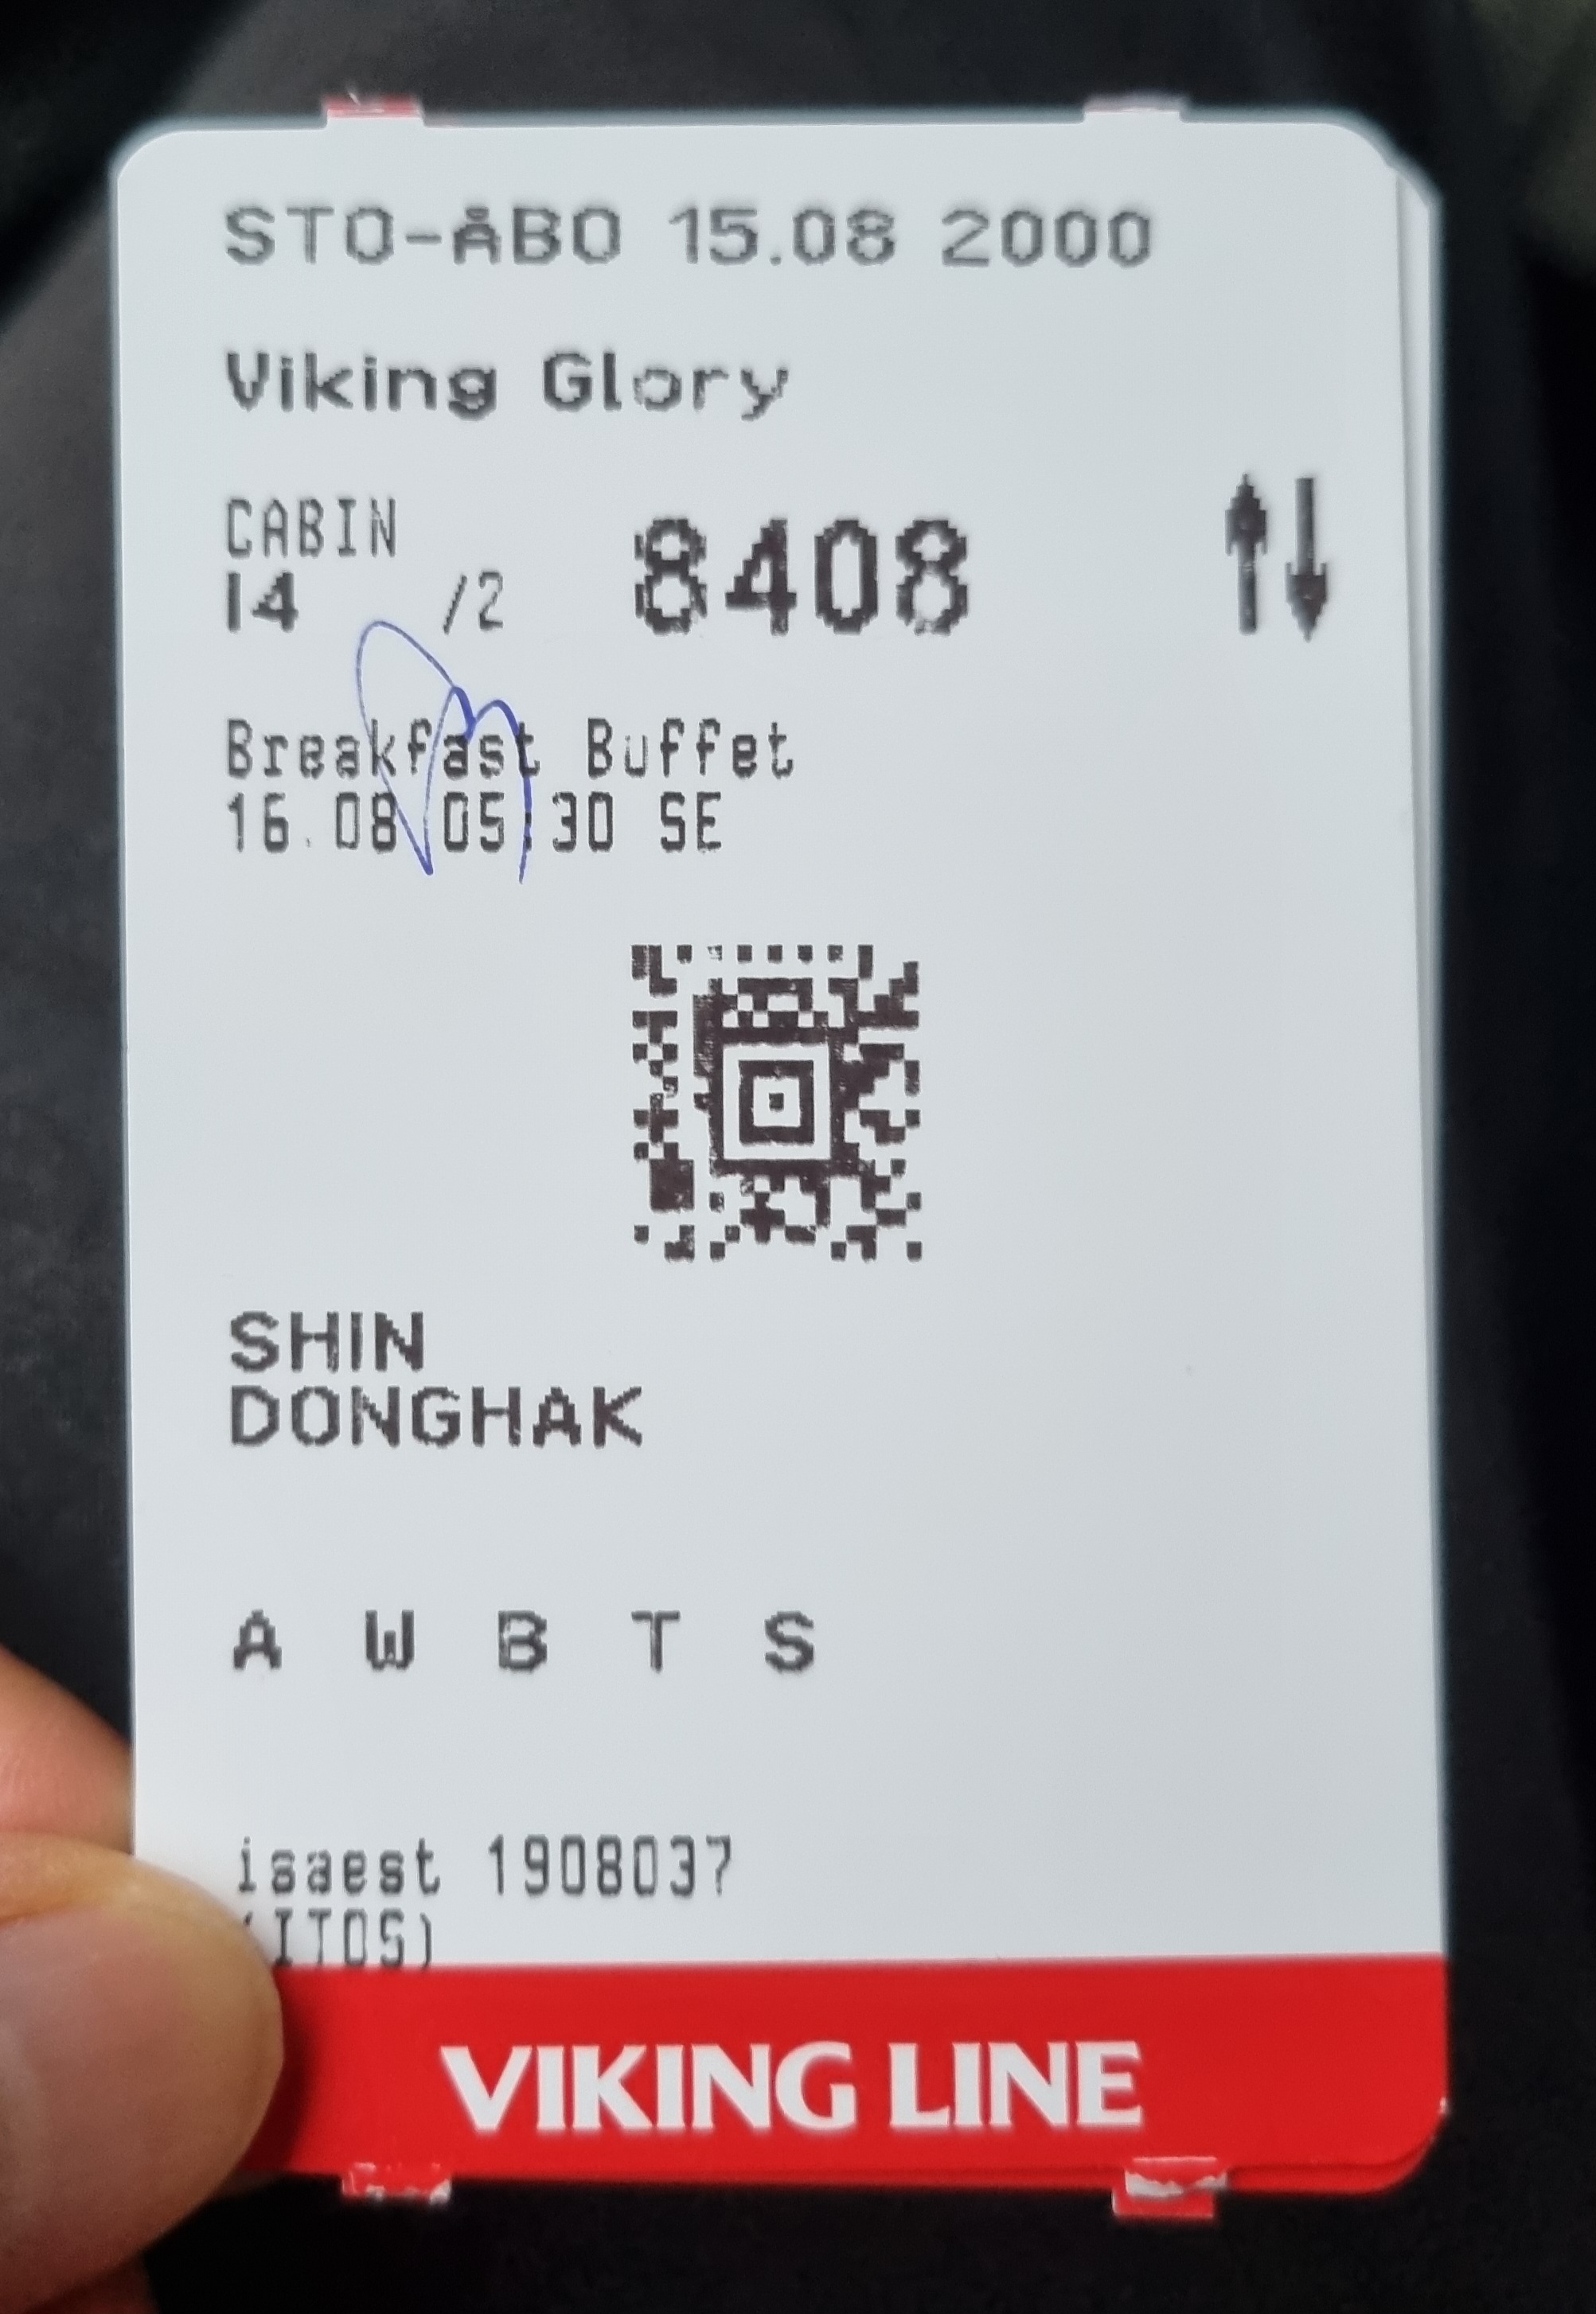 STO-ÅBO 15.08 2000
Viking Glory
CABIN
I4 /2 8408
Breakfast Buffet
16.08 05:30 SE
SHIN
DONGHAK
A W B T S
isaest 1908037
(ITOS)
VIKING LINE